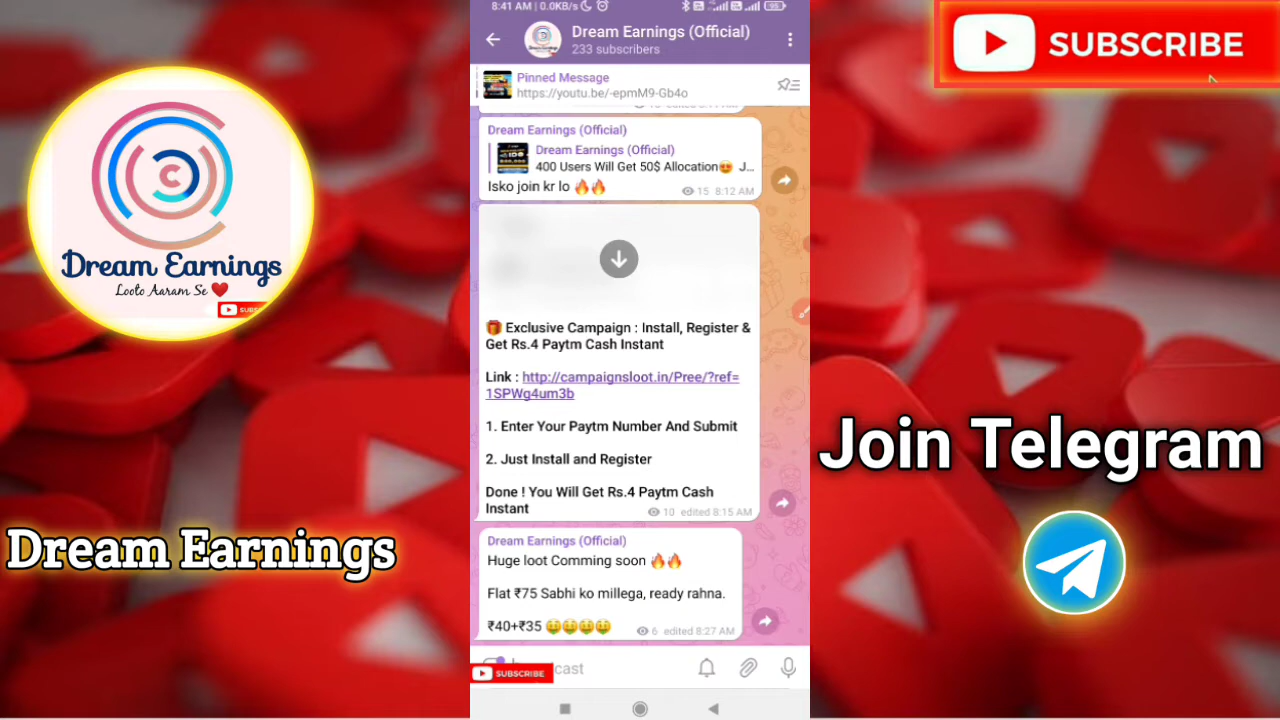 8:41 AM | 0.0KB/s
95
Dream Earnings (Official)
233 subscribers
Pinned Message
https://youtu.be/-epmM9-Gb4o
Dream Earnings (Official)
Dream Earnings (Official)
400 Users Will Get 50$ Allocation😍 J...
Isko join kr lo 🔥🔥
15 8:12 AM
🎁 Exclusive Campaign : Install, Register &
Get Rs.4 Paytm Cash Instant
Link : http://campaignsloot.in/Pree/?ref=
1SPWg4um3b
1. Enter Your Paytm Number And Submit
2. Just Install and Register
Done ! You Will Get Rs.4 Paytm Cash
Instant
10 edited 8:15 AM
Dream Earnings (Official)
Huge loot Comming soon 🔥🔥
Flat ₹75 Sabhi ko millega, ready rahna.
₹40+₹35 🤑🤑🤑🤑
6 edited 8:27 AM
SUBSCRIBE
Dream Earnings
Looto Aaram Se ❤️
Dream Earnings
SUBSCRIBE
Join Telegram